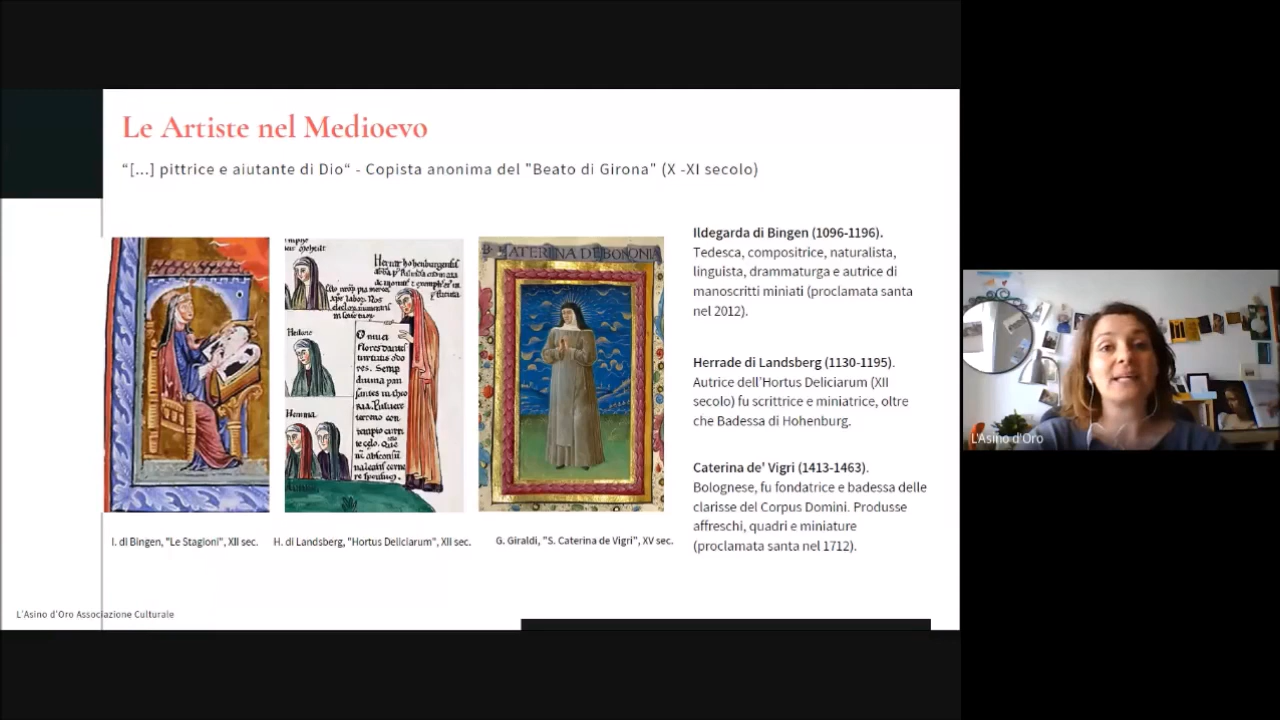 Le Artiste nel Medioevo
“[...] pittrice e aiutante di Dio“ - Copista anonima del "Beato di Girona" (X -XI secolo)
Ildegarda di Bingen (1096-1196).
Tedesca, compositrice, naturalista,
linguista, drammaturga e autrice di
manoscritti miniati (proclamata santa
nel 2012).
Herrade di Landsberg (1130-1195).
Autrice dell'Hortus Deliciarum (XII
secolo) fu scrittrice e miniatrice, oltre
che Badessa di Hohenburg.
Caterina de' Vigri (1413-1463).
Bolognese, fu fondatrice e badessa delle
clarisse del Corpus Domini. Produsse
affreschi, quadri e miniature
(proclamata santa nel 1712).
I. di Bingen, "Le Stagioni", XII sec.
H. di Landsberg, "Hortus Deliciarum", XII sec.
G. Giraldi, "S. Caterina de Vigri", XV sec.
L'Asino d'Oro Associazione Culturale
L'Asino d'Oro